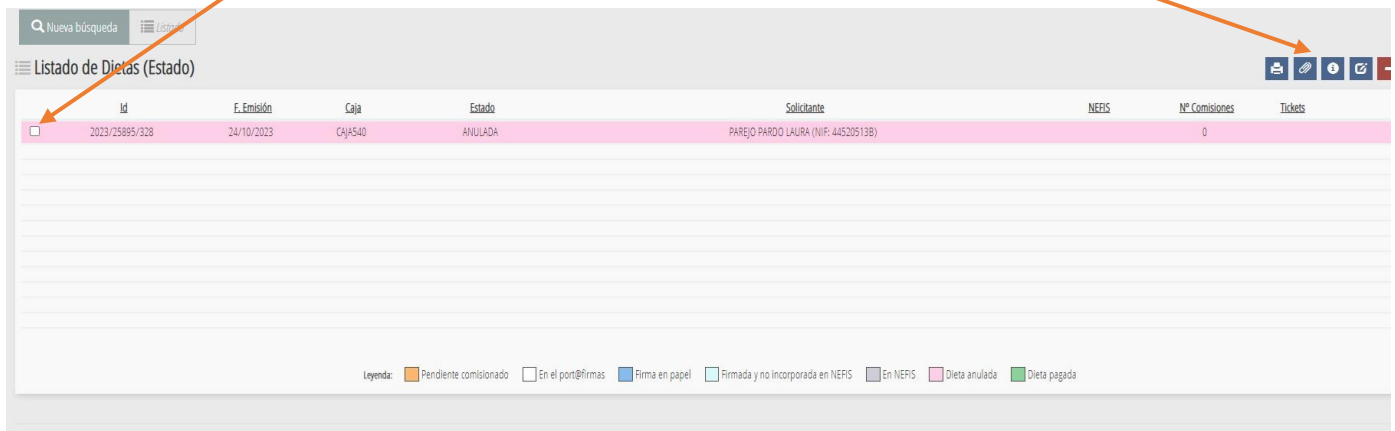 Nueva búsqueda Listado
Listado de Dietas (Estado)
Id F. Emisión Caja Estado Solicitante NEFIS Nº Comisiones Tickets
2023/25895/328 24/10/2023 CAJA540 ANULADA PAREJO PARDO LAURA (NIF: 44520513B) 0
Leyenda: Pendiente comisionado En el port@firmas Firma en papel Firmada y no incorporada en NEFIS En NEFIS Dieta anulada Dieta pagada